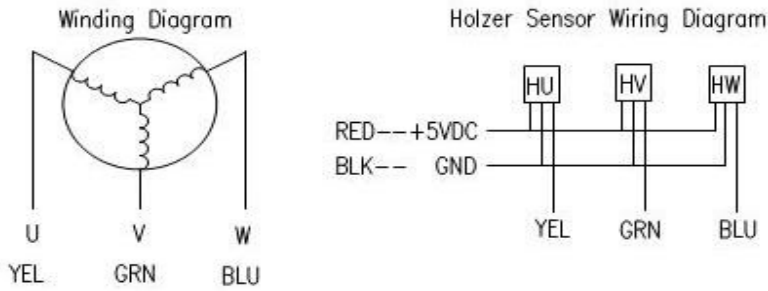 Winding Diagram
U V W
YEL GRN BLU
Holzer Sensor Wiring Diagram
HU HV HW
RED--+5VDC
BLK-- GND
YEL GRN BLU